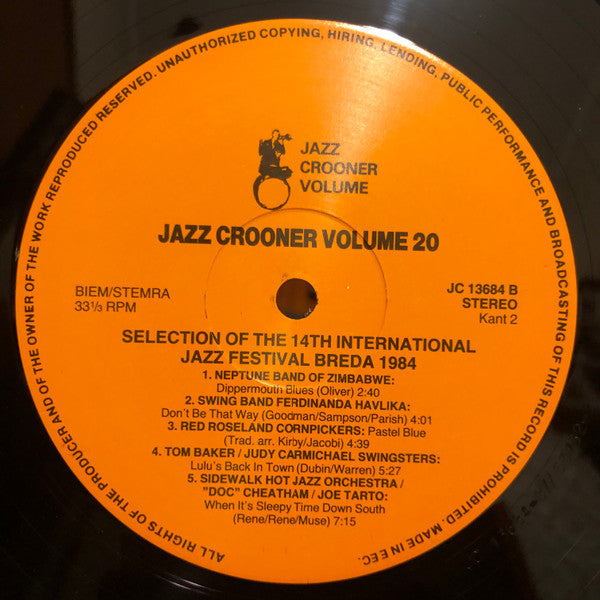 ALL RIGHTS OF THE PRODUCER AND OF THE OWNER OF THE WORK REPRODUCED RESERVED. UNAUTHORIZED COPYING, HIRING, LENDING, PUBLIC PERFORMANCE AND BROADCASTING OF THIS RECORD IS PROHIBITED. MADE IN EEC.
JAZZ
CROONER
VOLUME
JAZZ CROONER VOLUME 20
BIEM/STEMRA
33⅓ RPM
JC 13684 B
STEREO
Kant 2
SELECTION OF THE 14TH INTERNATIONAL
JAZZ FESTIVAL BREDA 1984
1. NEPTUNE BAND OF ZIMBABWE:
Dippermouth Blues (Oliver) 2:40
2. SWING BAND FERDINANDA HAVLIKA:
Don't Be That Way (Goodman/Sampson/Parish) 4:01
3. RED ROSELAND CORNPICKERS: Pastel Blue
(Trad. arr. Kirby/Jacobi) 4:39
4. TOM BAKER / JUDY CARMICHAEL SWINGSTERS:
Lulu's Back In Town (Dubin/Warren) 5:27
5. SIDEWALK HOT JAZZ ORCHESTRA /
"DOC" CHEATHAM / JOE TARTO:
When It's Sleepy Time Down South
(Rene/Rene/Muse) 7:15